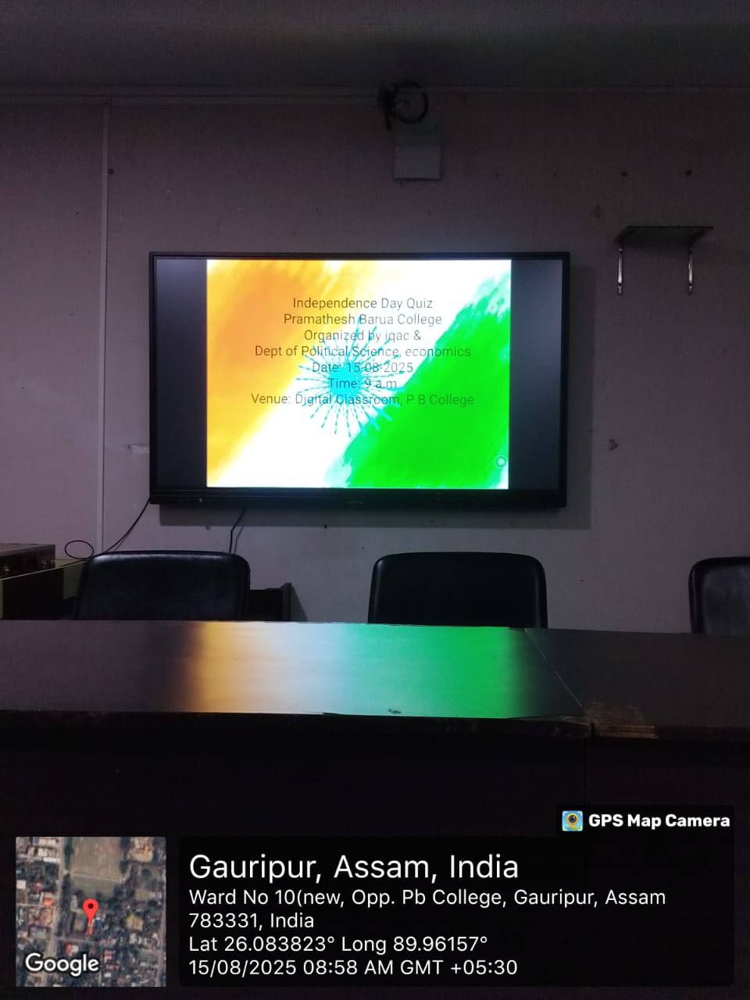 Independence Day Quiz
Pramathesh Barua College
Organized by iqac &
Dept of Political Science, economics
Date: 15-08-2025
Time: 9 a.m
Venue: Digital Classroom, P B College
GPS Map Camera
Gauripur, Assam, India
Ward No 10(new, Opp. Pb College, Gauripur, Assam
783331, India
Lat 26.083823° Long 89.96157°
15/08/2025 08:58 AM GMT +05:30
Google